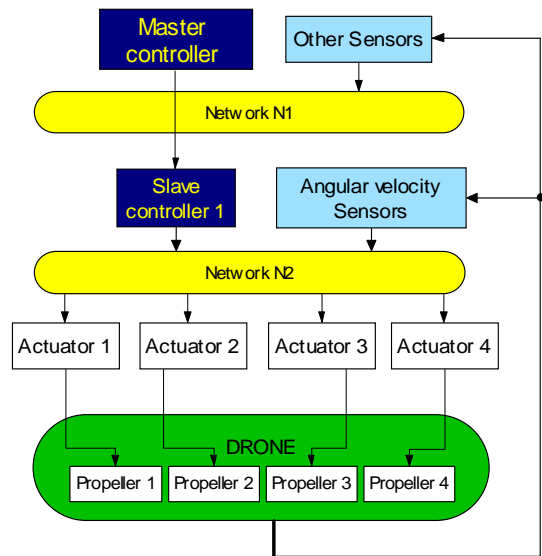 Master
controller
Other Sensors
Network N1
Slave
controller 1
Angular velocity
Sensors
Network N2
Actuator 1
Actuator 2
Actuator 3
Actuator 4
DRONE
Propeller 1
Propeller 2
Propeller 3
Propeller 4